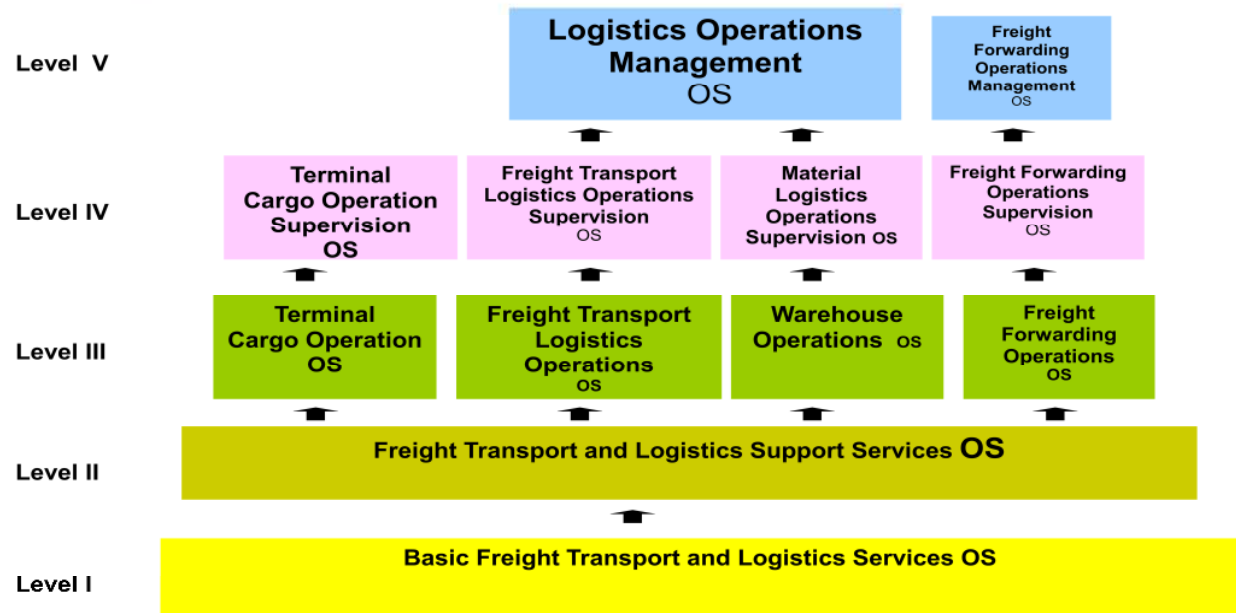 Level V
Logistics Operations
Management
OS
Freight
Forwarding
Operations
Management
OS
Level IV
Terminal
Cargo Operation
Supervision
OS
Freight Transport
Logistics Operations
Supervision
OS
Material
Logistics
Operations
Supervision OS
Freight Forwarding
Operations
Supervision
OS
Level III
Terminal
Cargo Operation
OS
Freight Transport
Logistics
Operations
OS
Warehouse
Operations OS
Freight
Forwarding
Operations
OS
Level II
Freight Transport and Logistics Support Services OS
Level I
Basic Freight Transport and Logistics Services OS